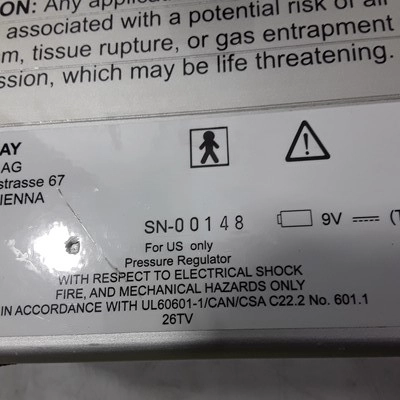 ON: Any applica
associated with a potential risk of ai
m, tissue rupture, or gas entrapment
ssion, which may be life threatening.
AY
AG
strasse 67
IENNA
SN-00148
9V
For US only
Pressure Regulator
WITH RESPECT TO ELECTRICAL SHOCK
FIRE, AND MECHANICAL HAZARDS ONLY
IN ACCORDANCE WITH UL60601-1/CAN/CSA C22.2 No. 601.1
26TV